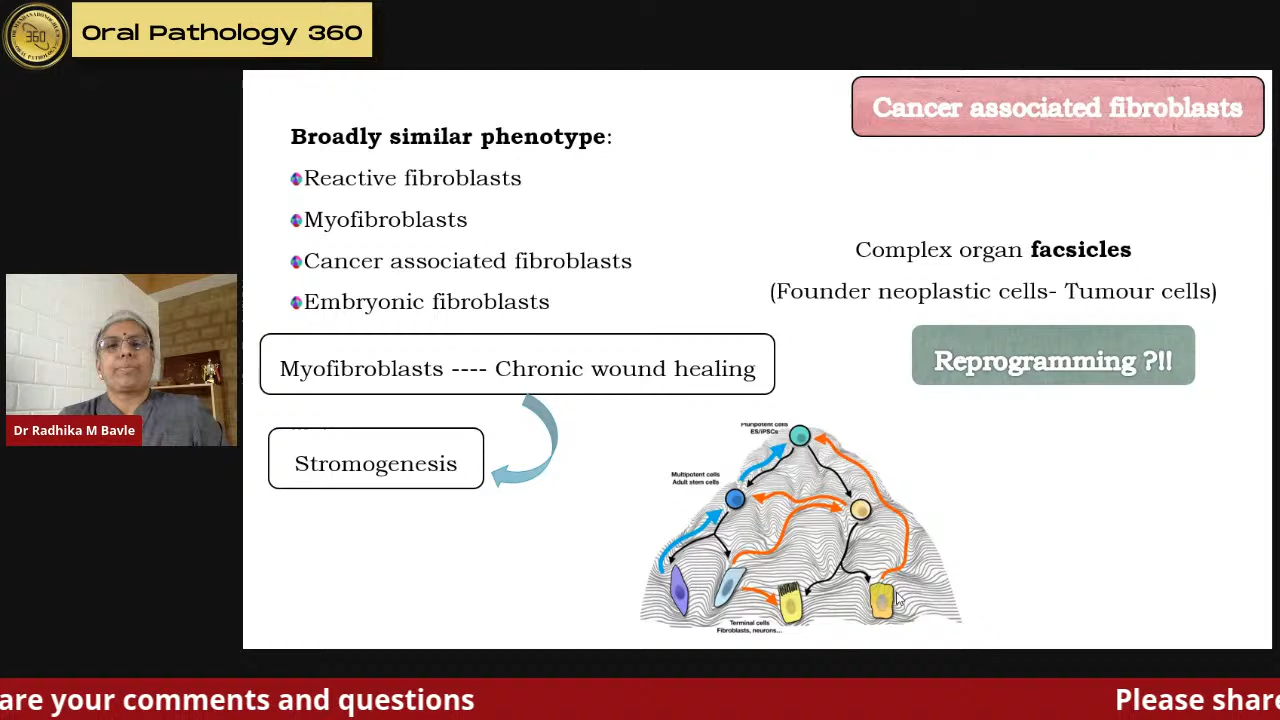 360
Oral Pathology 360
Cancer associated fibroblasts
Broadly similar phenotype:
Reactive fibroblasts
Myofibroblasts
Cancer associated fibroblasts
Embryonic fibroblasts
Complex organ facsicles
(Founder neoplastic cells- Tumour cells)
Reprogramming ?!!
Myofibroblasts ---- Chronic wound healing
Stromogenesis
Pluripotent cells
ES/iPSCs
Multipotent cells
Adult stem cells
Terminal cells
Fibroblasts, neurons...
Dr Radhika M Bavle
are your comments and questions
Please share